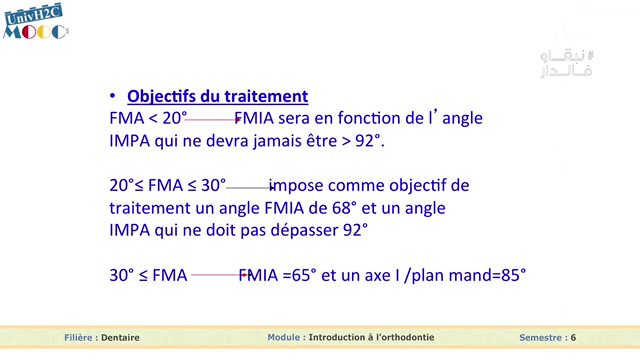 UnivH2C
MOOCs
#نبقاو
فالدار
• Objectifs du traitement
FMA < 20° FMIA sera en fonction de l’ angle
IMPA qui ne devra jamais être > 92°.
20°≤ FMA ≤ 30° impose comme objectif de
traitement un angle FMIA de 68° et un angle
IMPA qui ne doit pas dépasser 92°
30° ≤ FMA FMIA =65° et un axe I /plan mand=85°
Filière : Dentaire Module : Introduction à l’orthodontie Semestre : 6